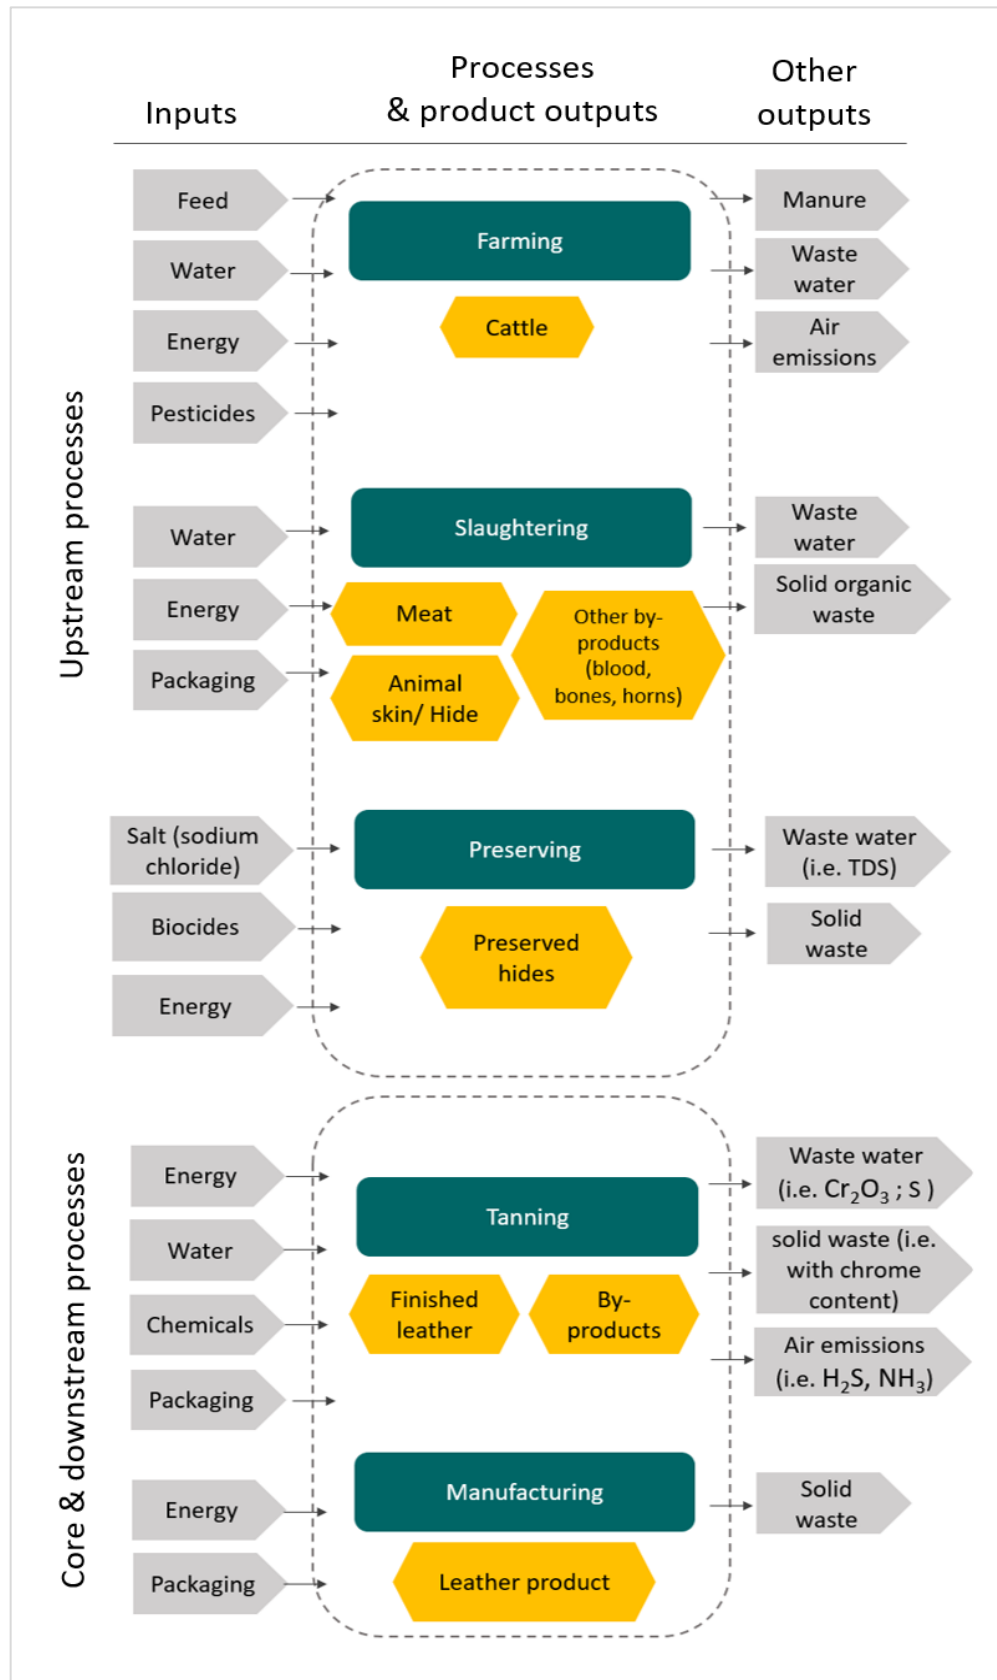 Inputs
Processes
& product outputs
Other
outputs
Upstream processes
Feed
Water
Energy
Pesticides
Farming
Cattle
Manure
Waste
water
Air
emissions
Water
Energy
Packaging
Slaughtering
Meat
Animal
skin/ Hide
Other by-
products
(blood,
bones, horns)
Waste
water
Solid organic
waste
Salt (sodium
chloride)
Biocides
Energy
Preserving
Preserved
hides
Waste water
(i.e. TDS)
Solid
waste
Core & downstream processes
Energy
Water
Chemicals
Packaging
Tanning
Finished
leather
By-
products
Waste water
(i.e. Cr₂O₃ ; S )
solid waste (i.e.
with chrome
content)
Air emissions
(i.e. H₂S, NH₃)
Energy
Packaging
Manufacturing
Leather product
Solid
waste